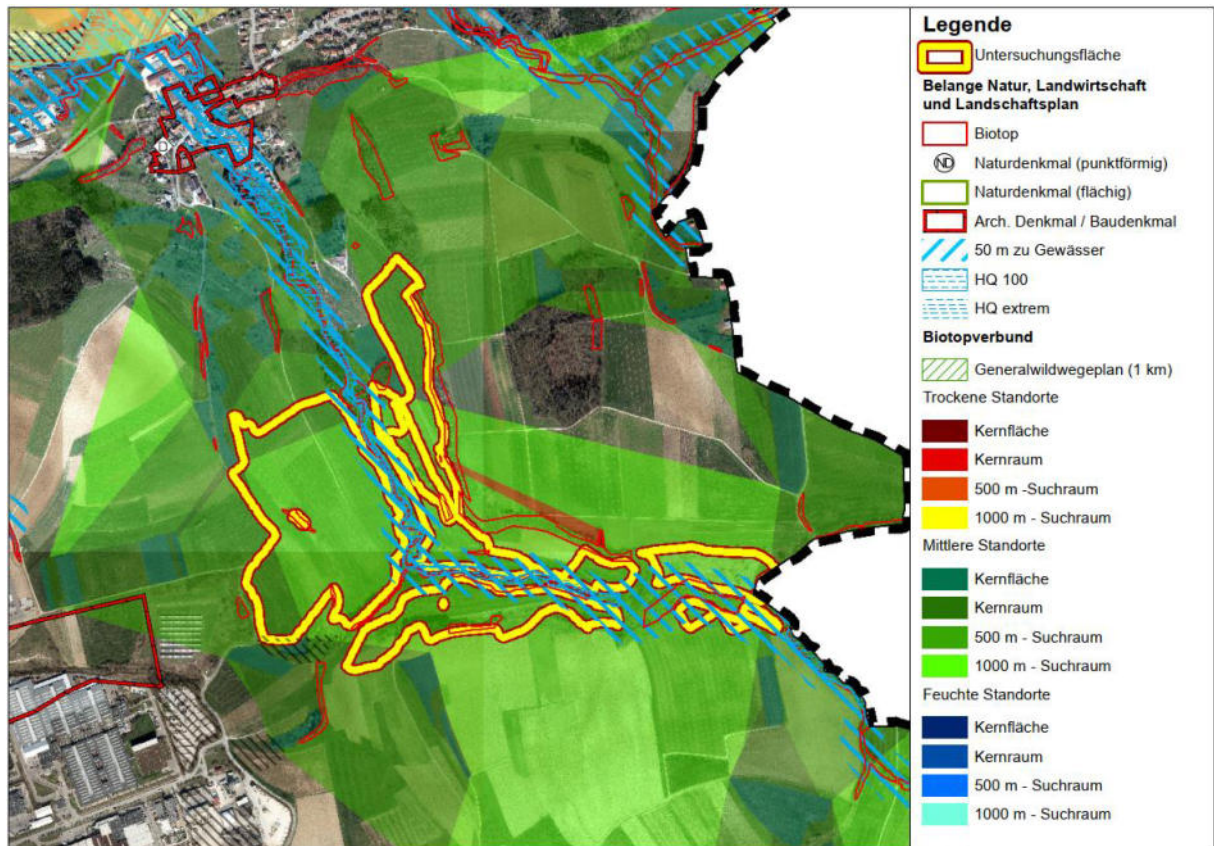 Legende
Untersuchungsfläche
Belange Natur, Landwirtschaft
und Landschaftsplan
Biotop
ND Naturdenkmal (punktförmig)
Naturdenkmal (flächig)
Arch. Denkmal / Baudenkmal
50 m zu Gewässer
HQ 100
HQ extrem
Biotopverbund
Generalwildwegeplan (1 km)
Trockene Standorte
Kernfläche
Kernraum
500 m -Suchraum
1000 m - Suchraum
Mittlere Standorte
Kernfläche
Kernraum
500 m - Suchraum
1000 m - Suchraum
Feuchte Standorte
Kernfläche
Kernraum
500 m - Suchraum
1000 m - Suchraum